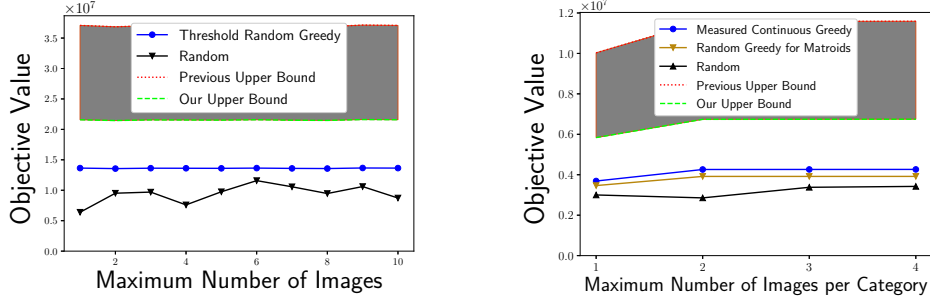 ×10⁷
3.5
3.0
2.5
2.0
1.5
1.0
0.5
0.0
Objective Value
Threshold Random Greedy
Random
Previous Upper Bound
Our Upper Bound
2
4
6
8
10
Maximum Number of Images
×10⁷
1.2
1.0
0.8
0.6
0.4
0.2
0.0
Objective Value
Measured Continuous Greedy
Random Greedy for Matroids
Random
Previous Upper Bound
Our Upper Bound
1
2
3
4
Maximum Number of Images per Category